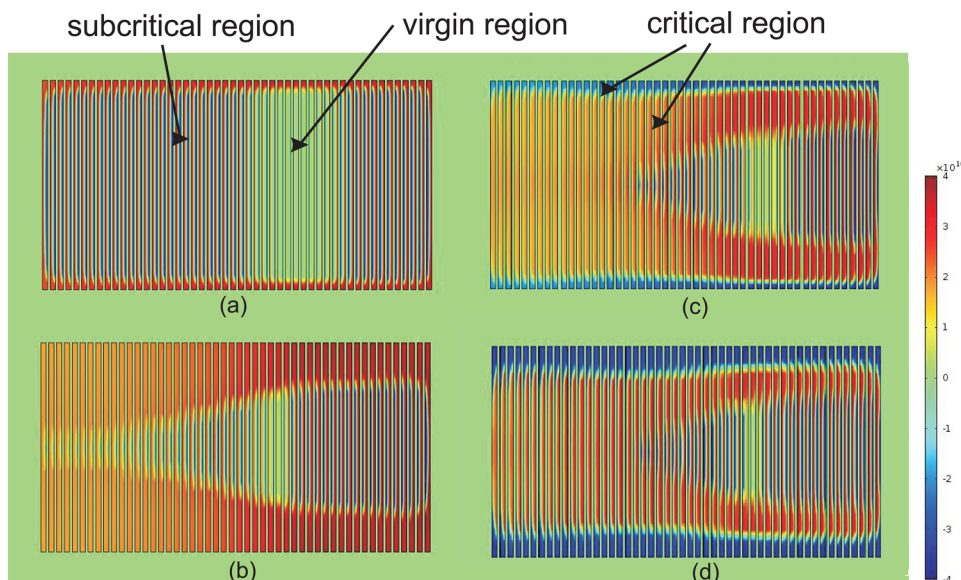 subcritical region
virgin region
critical region
(a)
(c)
(b)
(d)
4
3
2
1
0
-1
-2
-3
-4